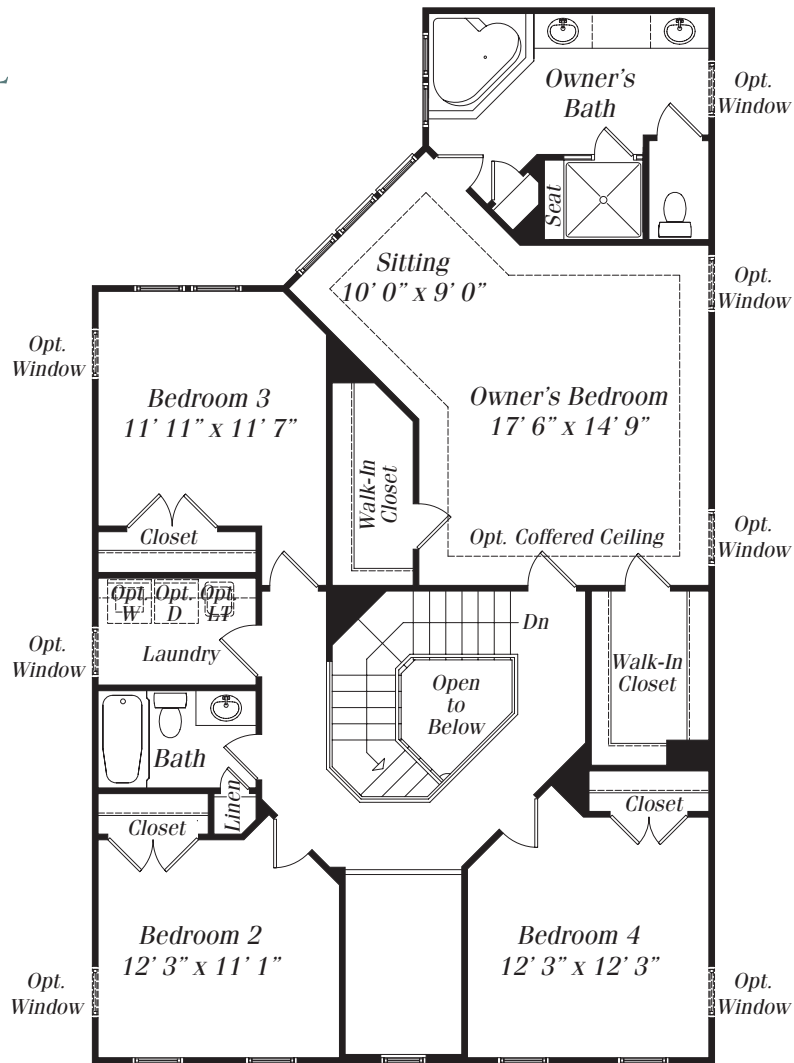 Owner's
Bath
Opt.
Window
Seat
Sitting
10' 0" x 9' 0"
Opt.
Window
Opt.
Window
Bedroom 3
11' 11" x 11' 7"
Owner's Bedroom
17' 6" x 14' 9"
Walk-In
Closet
Closet
Opt. Coffered Ceiling
Opt.
Window
Opt.
W
Opt.
D
Opt.
LT
Laundry
Opt.
Window
Dn
Walk-In
Closet
Open
to
Below
Bath
Linen
Closet
Closet
Bedroom 2
12' 3" x 11' 1"
Bedroom 4
12' 3" x 12' 3"
Opt.
Window
Opt.
Window